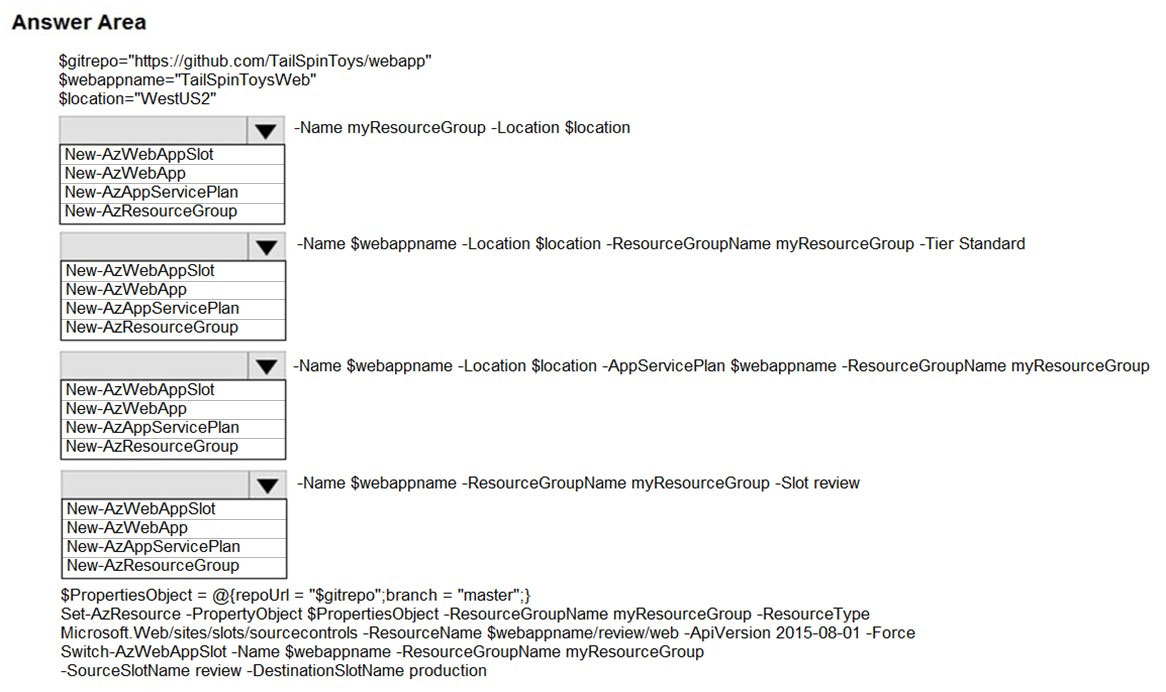 Answer Area
$gitrepo="https://github.com/TailSpinToys/webapp"
$webappname="TailSpinToysWeb"
$location="WestUS2"
-Name myResourceGroup -Location $location
New-AzWebAppSlot
New-AzWebApp
New-AzAppServicePlan
New-AzResourceGroup
-Name $webappname -Location $location -ResourceGroupName myResourceGroup -Tier Standard
New-AzWebAppSlot
New-AzWebApp
New-AzAppServicePlan
New-AzResourceGroup
-Name $webappname -Location $location -AppServicePlan $webappname -ResourceGroupName myResourceGroup
New-AzWebAppSlot
New-AzWebApp
New-AzAppServicePlan
New-AzResourceGroup
-Name $webappname -ResourceGroupName myResourceGroup -Slot review
New-AzWebAppSlot
New-AzWebApp
New-AzAppServicePlan
New-AzResourceGroup
$PropertiesObject = @{repoUrl = "$gitrepo";branch = "master";}
Set-AzResource -PropertyObject $PropertiesObject -ResourceGroupName myResourceGroup -ResourceType
Microsoft.Web/sites/slots/sourcecontrols -ResourceName $webappname/review/web -ApiVersion 2015-08-01 -Force
Switch-AzWebAppSlot -Name $webappname -ResourceGroupName myResourceGroup
-SourceSlotName review -DestinationSlotName production